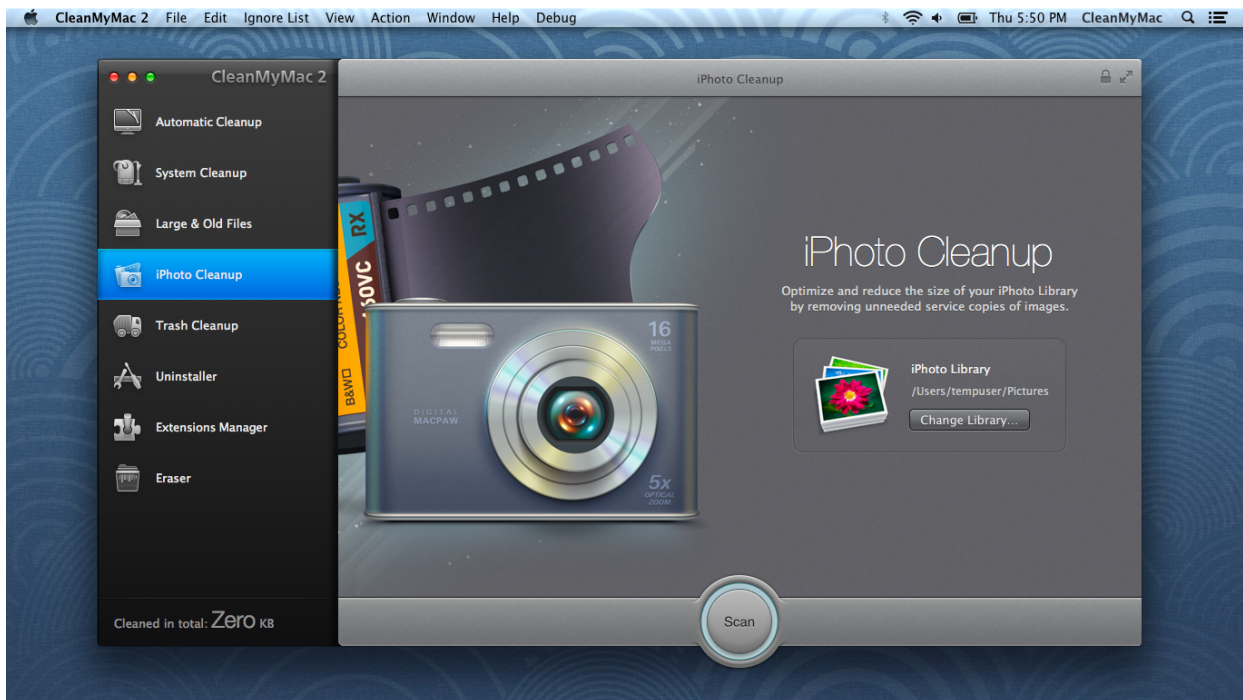 CleanMyMac 2 File Edit Ignore List View Action Window Help Debug Thu 5:50 PM CleanMyMac
CleanMyMac 2
iPhoto Cleanup
Automatic Cleanup
System Cleanup
Large & Old Files
iPhoto Cleanup
Trash Cleanup
Uninstaller
Extensions Manager
Eraser
Cleaned in total: Zero KB
RX
50VC
B&W
16
MEGA
PIXELS
DIGITAL
MACPAW
5x
OPTICAL
ZOOM
iPhoto Cleanup
Optimize and reduce the size of your iPhoto Library
by removing unneeded service copies of images.
iPhoto Library
/Users/tempuser/Pictures
Change Library...
Scan